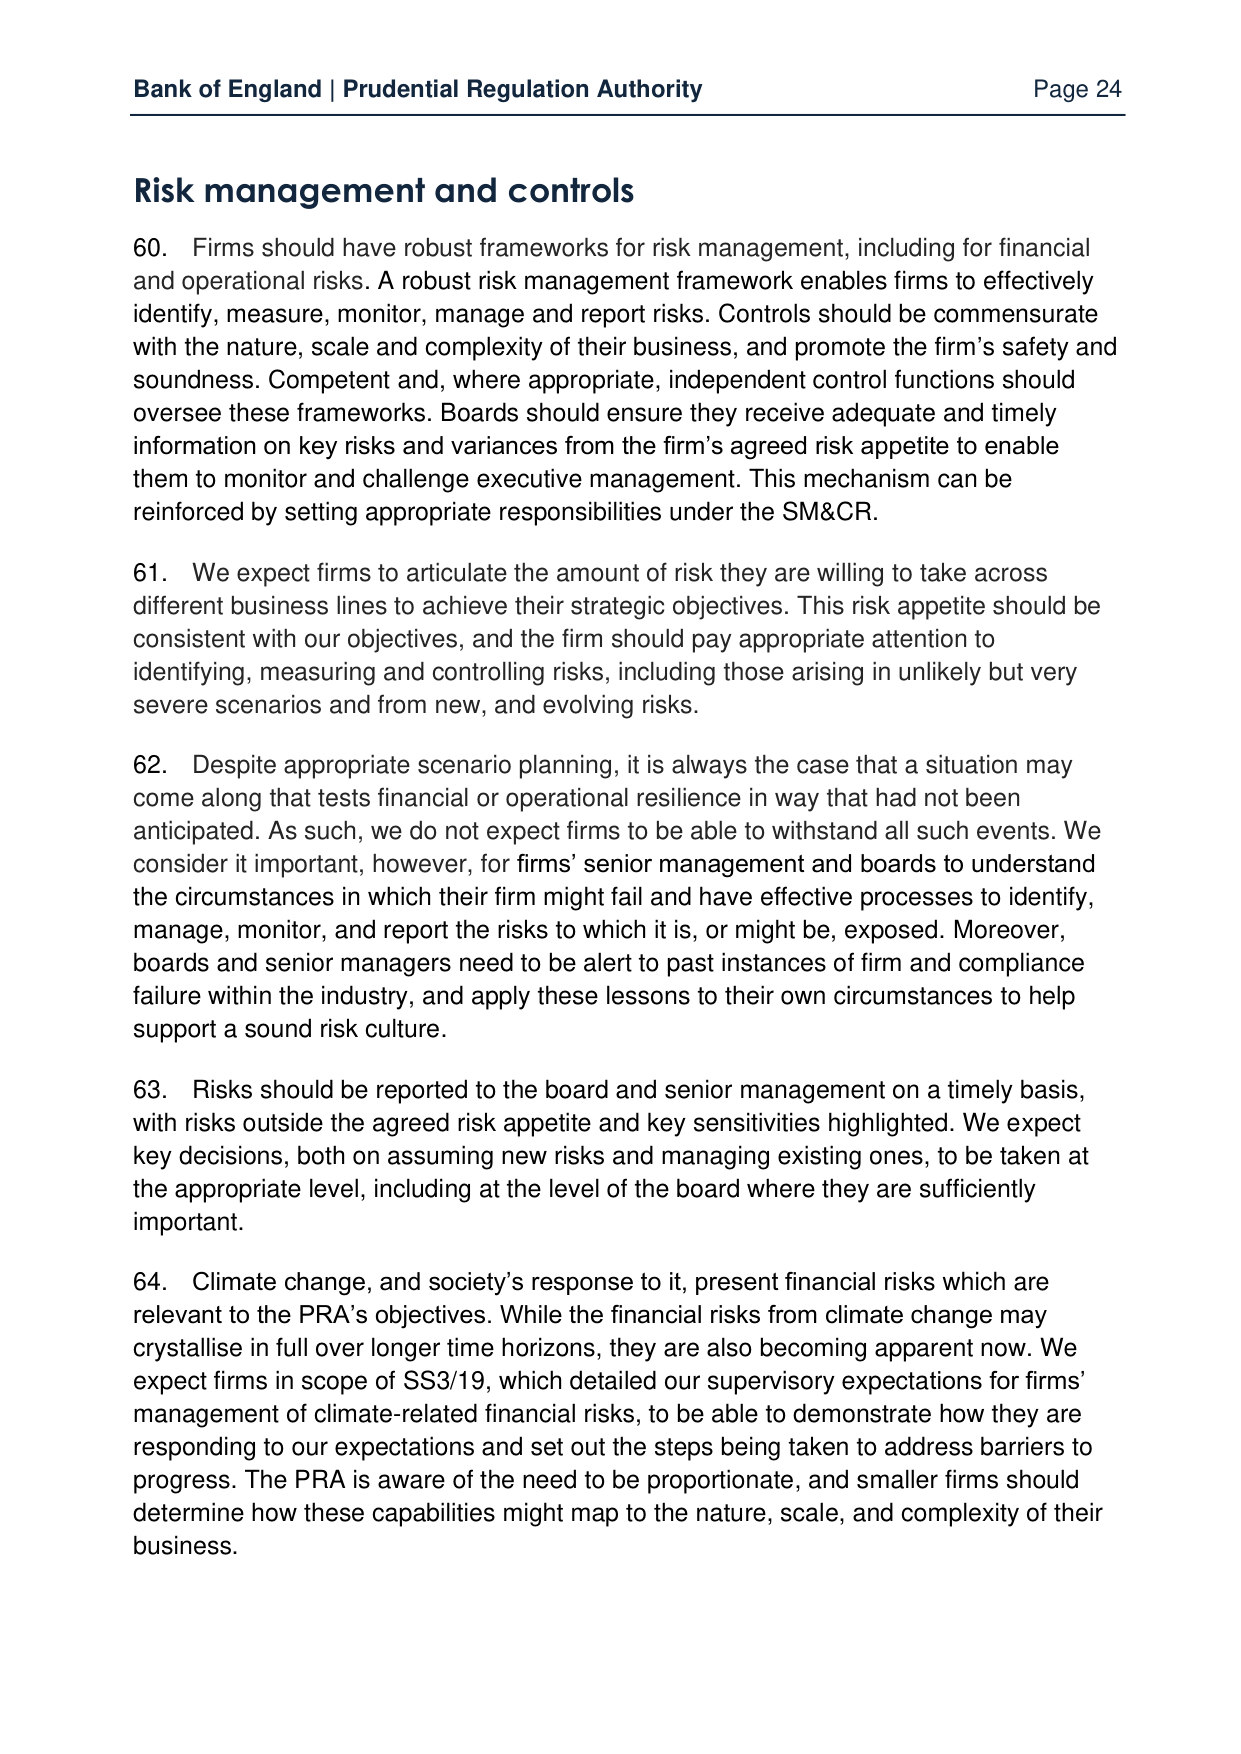 Bank of England | Prudential Regulation Authority Page 24
Risk management and controls
60. Firms should have robust frameworks for risk management, including for financial
and operational risks. A robust risk management framework enables firms to effectively
identify, measure, monitor, manage and report risks. Controls should be commensurate
with the nature, scale and complexity of their business, and promote the firm’s safety and
soundness. Competent and, where appropriate, independent control functions should
oversee these frameworks. Boards should ensure they receive adequate and timely
information on key risks and variances from the firm’s agreed risk appetite to enable
them to monitor and challenge executive management. This mechanism can be
reinforced by setting appropriate responsibilities under the SM&CR.
61. We expect firms to articulate the amount of risk they are willing to take across
different business lines to achieve their strategic objectives. This risk appetite should be
consistent with our objectives, and the firm should pay appropriate attention to
identifying, measuring and controlling risks, including those arising in unlikely but very
severe scenarios and from new, and evolving risks.
62. Despite appropriate scenario planning, it is always the case that a situation may
come along that tests financial or operational resilience in way that had not been
anticipated. As such, we do not expect firms to be able to withstand all such events. We
consider it important, however, for firms’ senior management and boards to understand
the circumstances in which their firm might fail and have effective processes to identify,
manage, monitor, and report the risks to which it is, or might be, exposed. Moreover,
boards and senior managers need to be alert to past instances of firm and compliance
failure within the industry, and apply these lessons to their own circumstances to help
support a sound risk culture.
63. Risks should be reported to the board and senior management on a timely basis,
with risks outside the agreed risk appetite and key sensitivities highlighted. We expect
key decisions, both on assuming new risks and managing existing ones, to be taken at
the appropriate level, including at the level of the board where they are sufficiently
important.
64. Climate change, and society’s response to it, present financial risks which are
relevant to the PRA’s objectives. While the financial risks from climate change may
crystallise in full over longer time horizons, they are also becoming apparent now. We
expect firms in scope of SS3/19, which detailed our supervisory expectations for firms’
management of climate-related financial risks, to be able to demonstrate how they are
responding to our expectations and set out the steps being taken to address barriers to
progress. The PRA is aware of the need to be proportionate, and smaller firms should
determine how these capabilities might map to the nature, scale, and complexity of their
business.